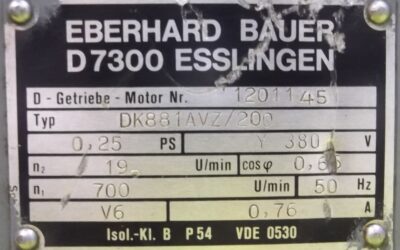 EBERHARD BAUER
D7300 ESSLINGEN
D-Getriebe-Motor Nr. 1201145
Typ DK881AVZ/200
0,25 PS Y 380 V
n₂ 19 U/min cosφ 0,66
n₁ 700 U/min 50 Hz
V6 0,76 A
Isol.-Kl. B P54 VDE 0530